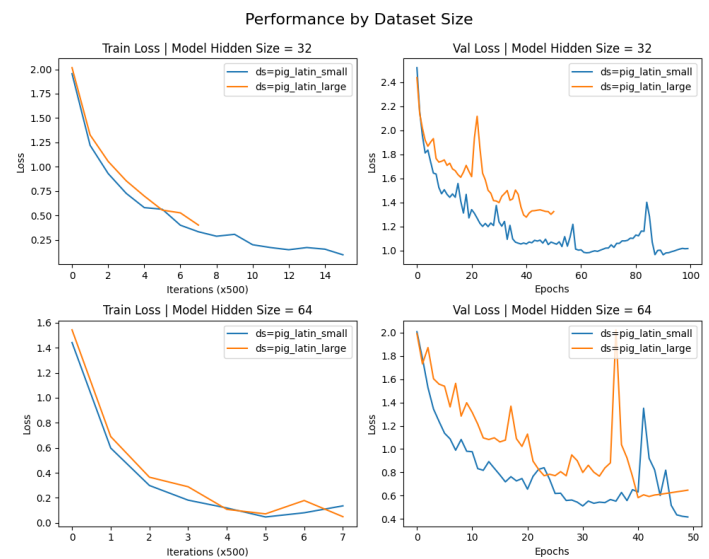 Performance by Dataset Size
Train Loss | Model Hidden Size = 32
Loss
2.00
1.75
1.50
1.25
1.00
0.75
0.50
0.25
ds=pig_latin_small
ds=pig_latin_large
0 2 4 6 8 10 12 14
Iterations (x500)
Val Loss | Model Hidden Size = 32
Loss
2.4
2.2
2.0
1.8
1.6
1.4
1.2
1.0
ds=pig_latin_small
ds=pig_latin_large
0 20 40 60 80 100
Epochs
Train Loss | Model Hidden Size = 64
Loss
1.6
1.4
1.2
1.0
0.8
0.6
0.4
0.2
0.0
ds=pig_latin_small
ds=pig_latin_large
0 1 2 3 4 5 6 7
Iterations (x500)
Val Loss | Model Hidden Size = 64
Loss
2.0
1.8
1.6
1.4
1.2
1.0
0.8
0.6
0.4
ds=pig_latin_small
ds=pig_latin_large
0 10 20 30 40 50
Epochs